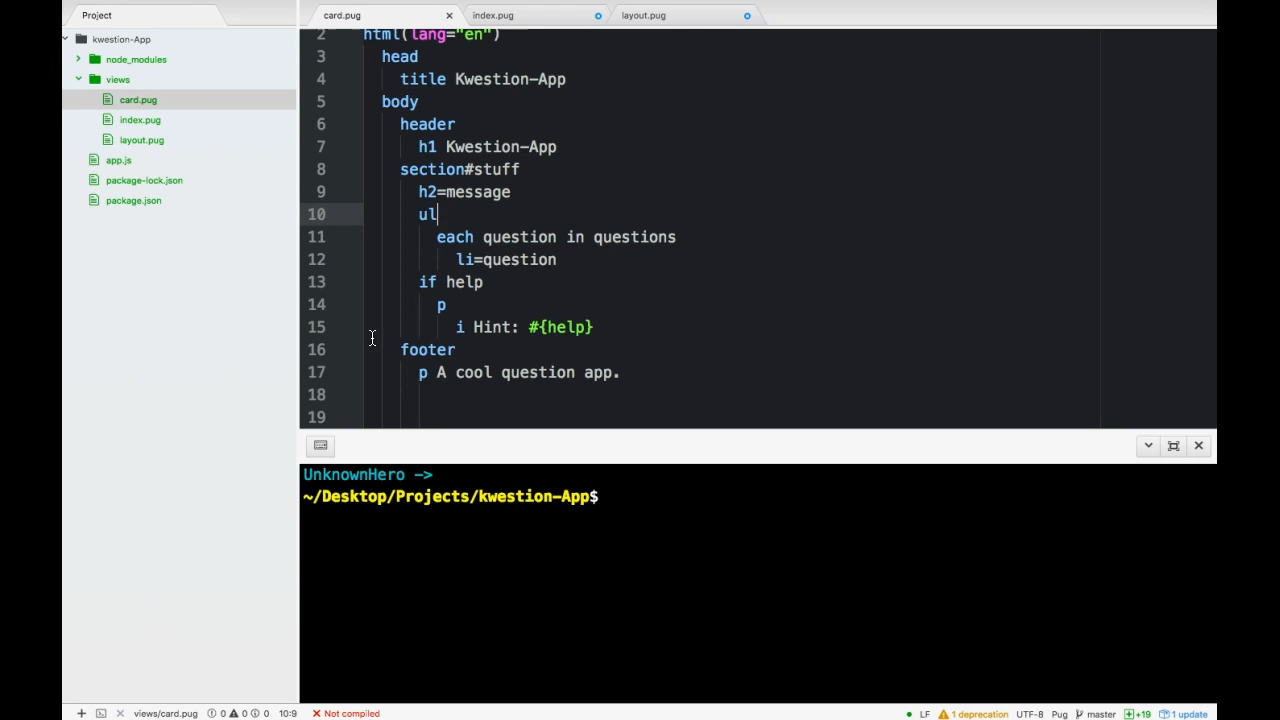 Project
card.pug
index.pug
layout.pug
kwestion-App
node_modules
views
card.pug
index.pug
layout.pug
app.js
package-lock.json
package.json
2 html(lang="en")
3 head
4 title Kwestion-App
5 body
6 header
7 h1 Kwestion-App
8 section#stuff
9 h2=message
10 ul
11 each question in questions
12 li=question
13 if help
14 p
15 i Hint: #{help}
16 footer
17 p A cool question app.
18
19
UnknownHero ->
~/Desktop/Projects/kwestion-App$
views/card.pug 0 0 0 10:9 Not compiled LF 1 deprecation UTF-8 Pug master +19 1 update